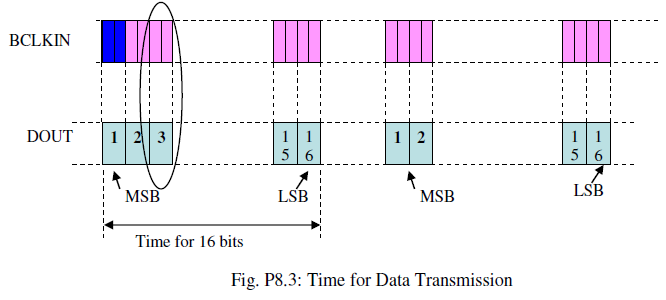 BCLKIN
DOUT
1 2 3
1 1
5 6
1 2
1 1
5 6
MSB
LSB
MSB
LSB
Time for 16 bits
Fig. P8.3: Time for Data Transmission